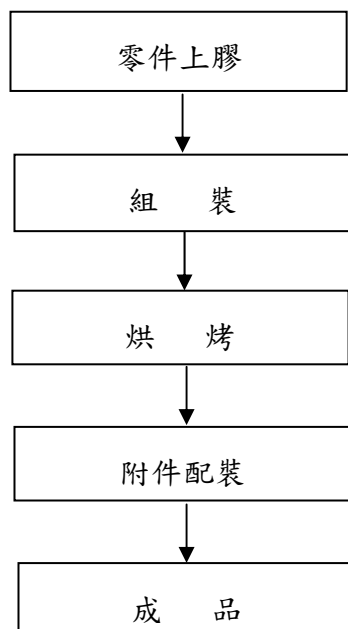 零件上膠
組　裝
烘　烤
附件配裝
成　品